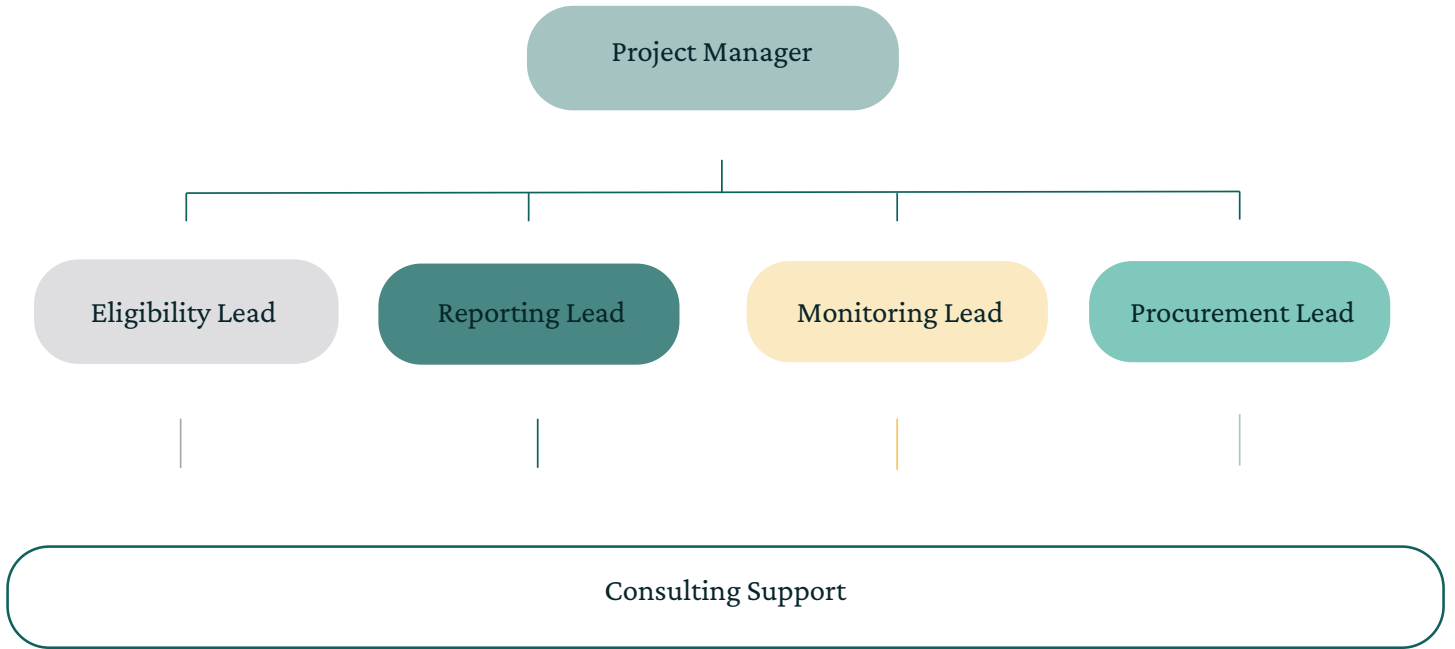 Project Manager
Eligibility Lead
Reporting Lead
Monitoring Lead
Procurement Lead
Consulting Support